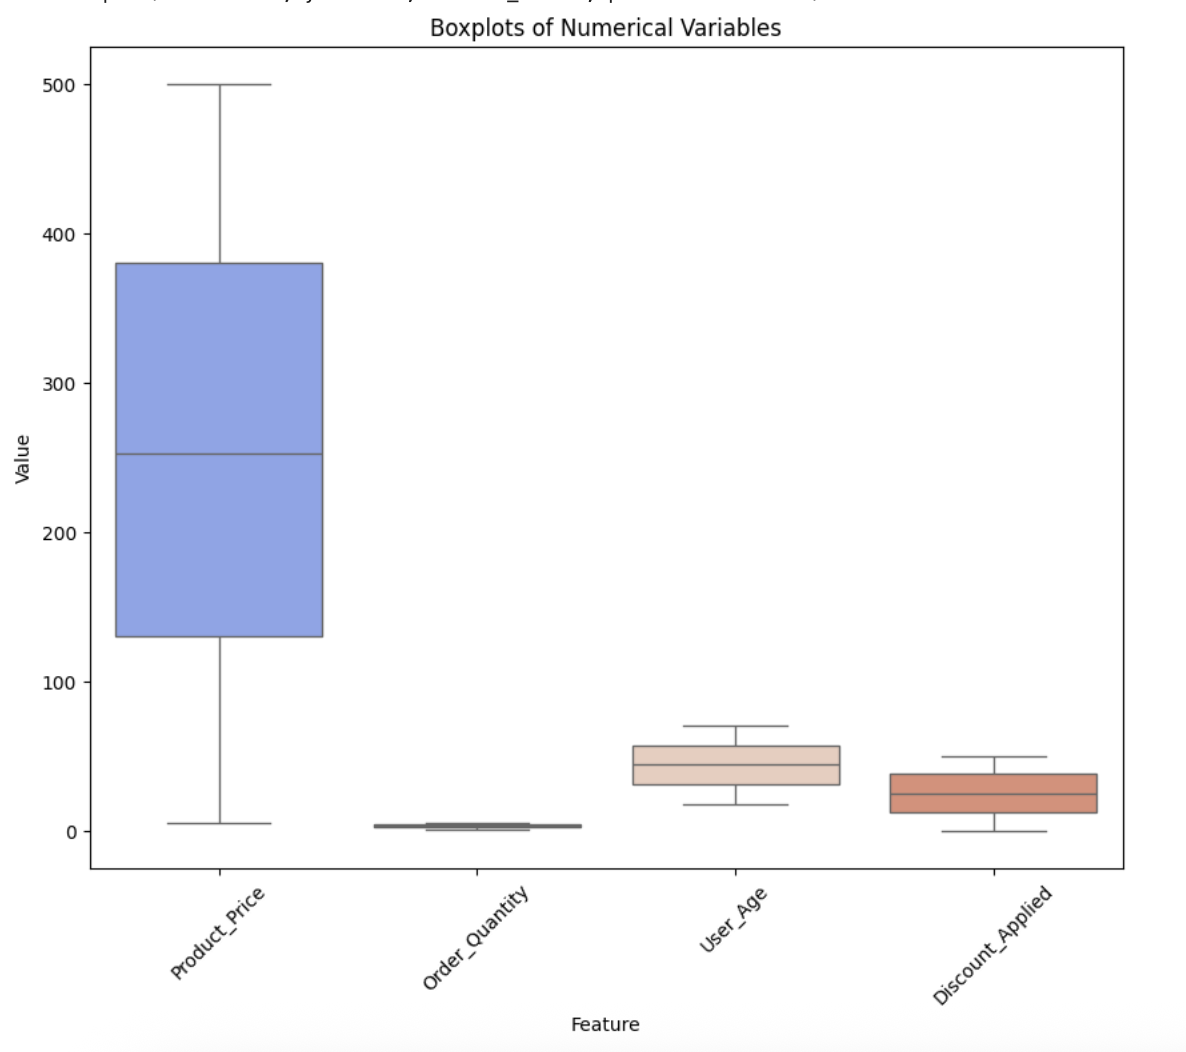 Boxplots of Numerical Variables
500
400
300
200
100
0
Value
Product_Price
Order_Quantity
User_Age
Discount_Applied
Feature